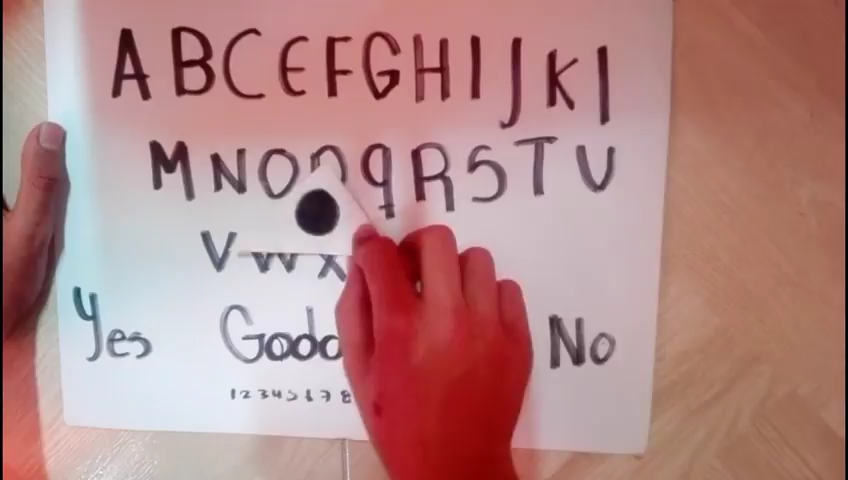 A B C E F G H I J K l
M N O P q R S T U
V W X
Yes Good No
1 2 3 4 5 6 7 8